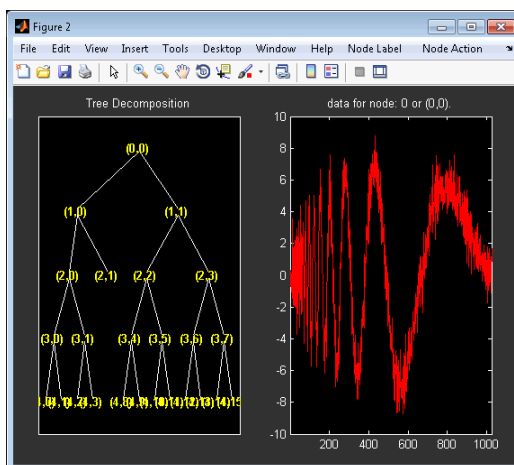 Figure 2
File Edit View Insert Tools Desktop Window Help Node Label Node Action
Tree Decomposition
(0,0)
(1,0) (1,1)
(2,0) (2,1) (2,2) (2,3)
(3,0) (3,1) (3,4) (3,5) (3,6) (3,7)
data for node: 0 or (0,0).
10
8
6
4
2
0
-2
-4
-6
-8
-10
200 400 600 800 1000